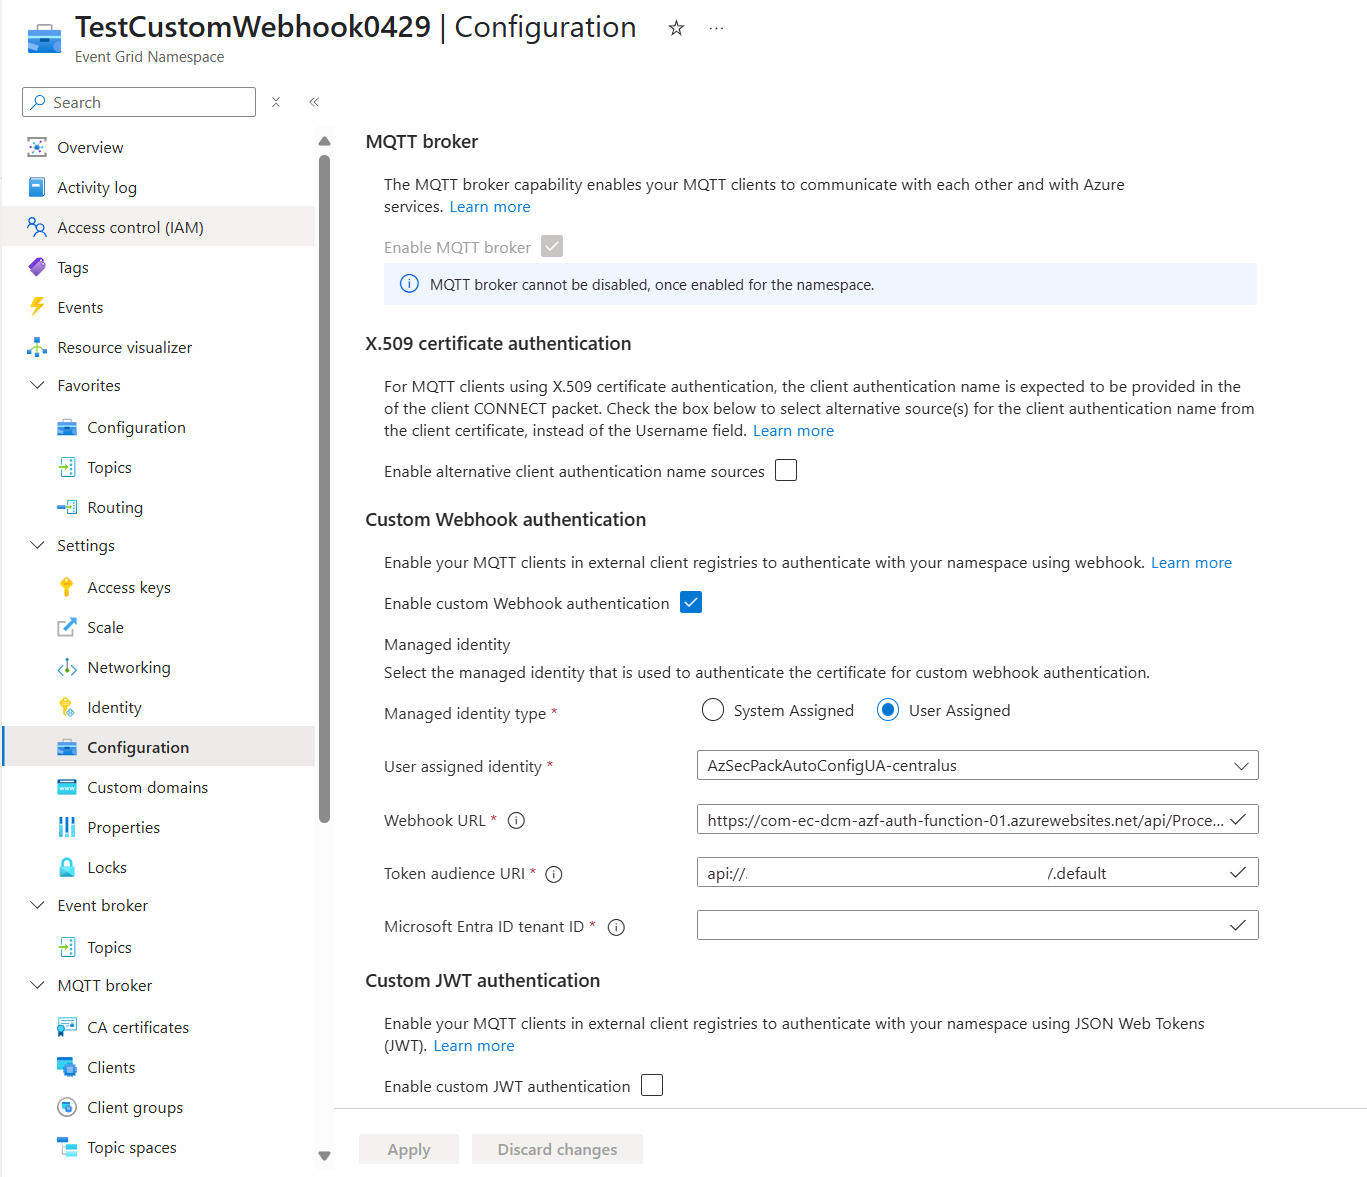 TestCustomWebhook0429 | Configuration
Event Grid Namespace
Search
Overview
Activity log
Access control (IAM)
Tags
Events
Resource visualizer
Favorites
Configuration
Topics
Routing
Settings
Access keys
Scale
Networking
Identity
Configuration
Custom domains
Properties
Locks
Event broker
Topics
MQTT broker
CA certificates
Clients
Client groups
Topic spaces
MQTT broker
The MQTT broker capability enables your MQTT clients to communicate with each other and with Azure
services. Learn more
Enable MQTT broker
MQTT broker cannot be disabled, once enabled for the namespace.
X.509 certificate authentication
For MQTT clients using X.509 certificate authentication, the client authentication name is expected to be provided in the
of the client CONNECT packet. Check the box below to select alternative source(s) for the client authentication name from
the client certificate, instead of the Username field. Learn more
Enable alternative client authentication name sources
Custom Webhook authentication
Enable your MQTT clients in external client registries to authenticate with your namespace using webhook. Learn more
Enable custom Webhook authentication
Managed identity
Select the managed identity that is used to authenticate the certificate for custom webhook authentication.
Managed identity type * System Assigned User Assigned
User assigned identity * AzSecPackAutoConfigUA-centralus
Webhook URL * https://com-ec-dcm-azf-auth-function-01.azurewebsites.net/api/Proce...
Token audience URI * api:// /.default
Microsoft Entra ID tenant ID *
Custom JWT authentication
Enable your MQTT clients in external client registries to authenticate with your namespace using JSON Web Tokens
(JWT). Learn more
Enable custom JWT authentication
Apply Discard changes